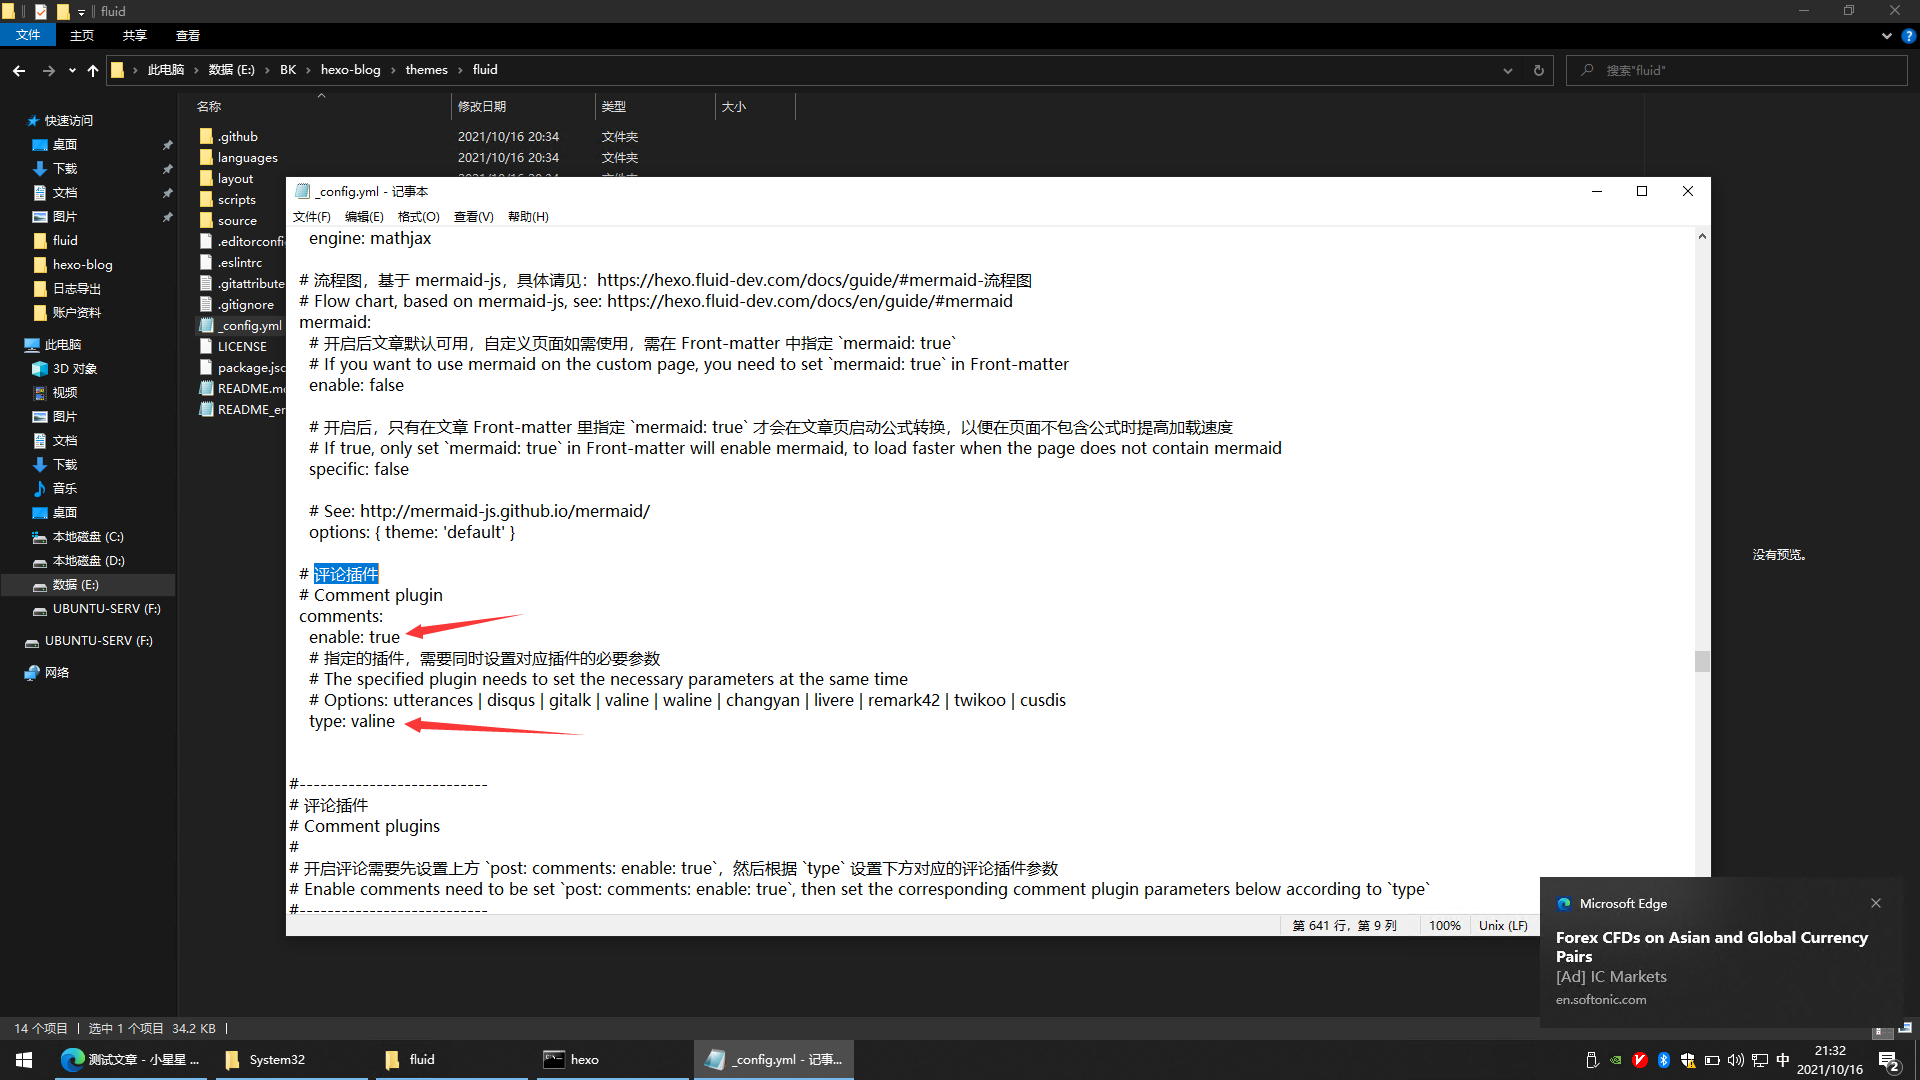 fluid
文件 主页 共享 查看
此电脑 数据 (E:) BK hexo-blog themes fluid
搜索"fluid"
名称 修改日期 类型 大小
快速访问
桌面
下载
文档
图片
fluid
hexo-blog
日志导出
账户资料
此电脑
3D 对象
视频
图片
文档
下载
音乐
桌面
本地磁盘 (C:)
本地磁盘 (D:)
数据 (E:)
UBUNTU-SERV (F:)
UBUNTU-SERV (F:)
网络
.github 2021/10/16 20:34 文件夹
languages 2021/10/16 20:34 文件夹
layout
scripts
source
.editorconfi
.eslintrc
.gitattribute
.gitignore
_config.yml
LICENSE
package.jsc
README.m
README_er
_config.yml - 记事本
文件(F) 编辑(E) 格式(O) 查看(V) 帮助(H)
engine: mathjax
# 流程图，基于 mermaid-js，具体请见：https://hexo.fluid-dev.com/docs/guide/#mermaid-流程图
# Flow chart, based on mermaid-js, see: https://hexo.fluid-dev.com/docs/en/guide/#mermaid
mermaid:
# 开启后文章默认可用，自定义页面如需使用，需在 Front-matter 中指定 `mermaid: true`
# If you want to use mermaid on the custom page, you need to set `mermaid: true` in Front-matter
enable: false
# 开启后，只有在文章 Front-matter 里指定 `mermaid: true` 才会在文章页启动公式转换，以便在页面不包含公式时提高加载速度
# If true, only set `mermaid: true` in Front-matter will enable mermaid, to load faster when the page does not contain mermaid
specific: false
# See: http://mermaid-js.github.io/mermaid/
options: { theme: 'default' }
# 评论插件
# Comment plugin
comments:
enable: true
# 指定的插件，需要同时设置对应插件的必要参数
# The specified plugin needs to set the necessary parameters at the same time
# Options: utterances | disqus | gitalk | valine | waline | changyan | livere | remark42 | twikoo | cusdis
type: valine
#---------------------------
# 评论插件
# Comment plugins
#
# 开启评论需要先设置上方 `post: comments: enable: true`，然后根据 `type` 设置下方对应的评论插件参数
# Enable comments need to be set `post: comments: enable: true`, then set the corresponding comment plugin parameters below according to `type`
#---------------------------
第 641 行，第 9 列 100% Unix (LF)
没有预览。
Microsoft Edge
Forex CFDs on Asian and Global Currency
Pairs
[Ad] IC Markets
en.softonic.com
14 个项目 选中 1 个项目 34.2 KB
测试文章 - 小星星 ... System32 fluid hexo _config.yml - 记事...
中
21:32
2021/10/16
2